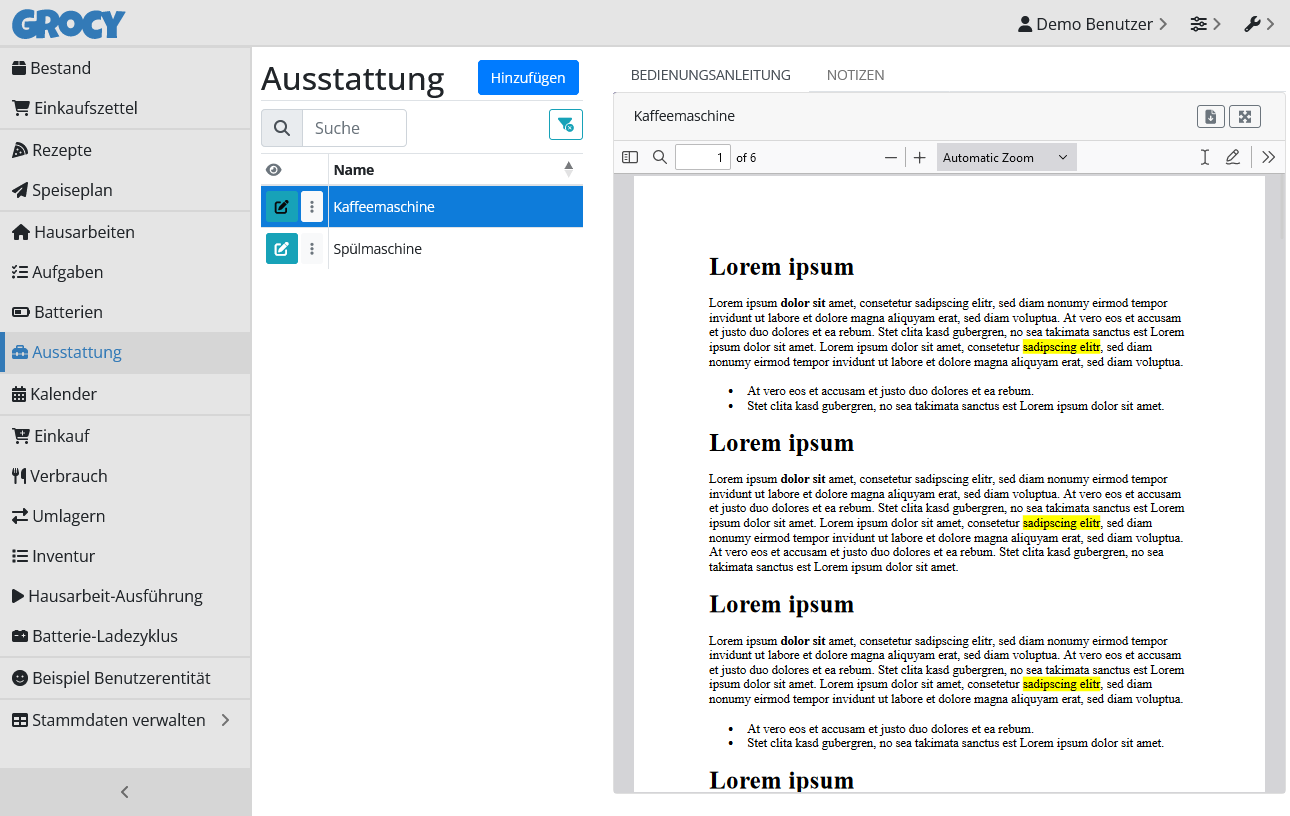 GROCY
Demo Benutzer
Bestand
Einkaufszettel
Rezepte
Speiseplan
Hausarbeiten
Aufgaben
Batterien
Ausstattung
Kalender
Einkauf
Verbrauch
Umlagern
Inventur
Hausarbeit-Ausführung
Batterie-Ladezyklus
Beispiel Benutzerentität
Stammdaten verwalten
Ausstattung
Hinzufügen
Suche
Name
Kaffeemaschine
Spülmaschine
BEDIENUNGSANLEITUNG NOTIZEN
Kaffeemaschine
1 of 6 Automatic Zoom
Lorem ipsum
Lorem ipsum dolor sit amet, consetetur sadipscing elitr, sed diam nonumy eirmod tempor
invidunt ut labore et dolore magna aliquyam erat, sed diam voluptua. At vero eos et accusam
et justo duo dolores et ea rebum. Stet clita kasd gubergren, no sea takimata sanctus est Lorem
ipsum dolor sit amet. Lorem ipsum dolor sit amet, consetetur sadipscing elitr, sed diam
nonumy eirmod tempor invidunt ut labore et dolore magna aliquyam erat, sed diam voluptua.
• At vero eos et accusam et justo duo dolores et ea rebum.
• Stet clita kasd gubergren, no sea takimata sanctus est Lorem ipsum dolor sit amet.
Lorem ipsum
Lorem ipsum dolor sit amet, consetetur sadipscing elitr, sed diam nonumy eirmod tempor
invidunt ut labore et dolore magna aliquyam erat, sed diam voluptua. At vero eos et accusam
et justo duo dolores et ea rebum. Stet clita kasd gubergren, no sea takimata sanctus est Lorem
ipsum dolor sit amet. Lorem ipsum dolor sit amet, consetetur sadipscing elitr, sed diam
nonumy eirmod tempor invidunt ut labore et dolore magna aliquyam erat, sed diam voluptua.
At vero eos et accusam et justo duo dolores et ea rebum. Stet clita kasd gubergren, no sea
takimata sanctus est Lorem ipsum dolor sit amet.
Lorem ipsum
Lorem ipsum dolor sit amet, consetetur sadipscing elitr, sed diam nonumy eirmod tempor
invidunt ut labore et dolore magna aliquyam erat, sed diam voluptua. At vero eos et accusam
et justo duo dolores et ea rebum. Stet clita kasd gubergren, no sea takimata sanctus est Lorem
ipsum dolor sit amet. Lorem ipsum dolor sit amet, consetetur sadipscing elitr, sed diam
nonumy eirmod tempor invidunt ut labore et dolore magna aliquyam erat, sed diam voluptua.
• At vero eos et accusam et justo duo dolores et ea rebum.
• Stet clita kasd gubergren, no sea takimata sanctus est Lorem ipsum dolor sit amet.
Lorem ipsum